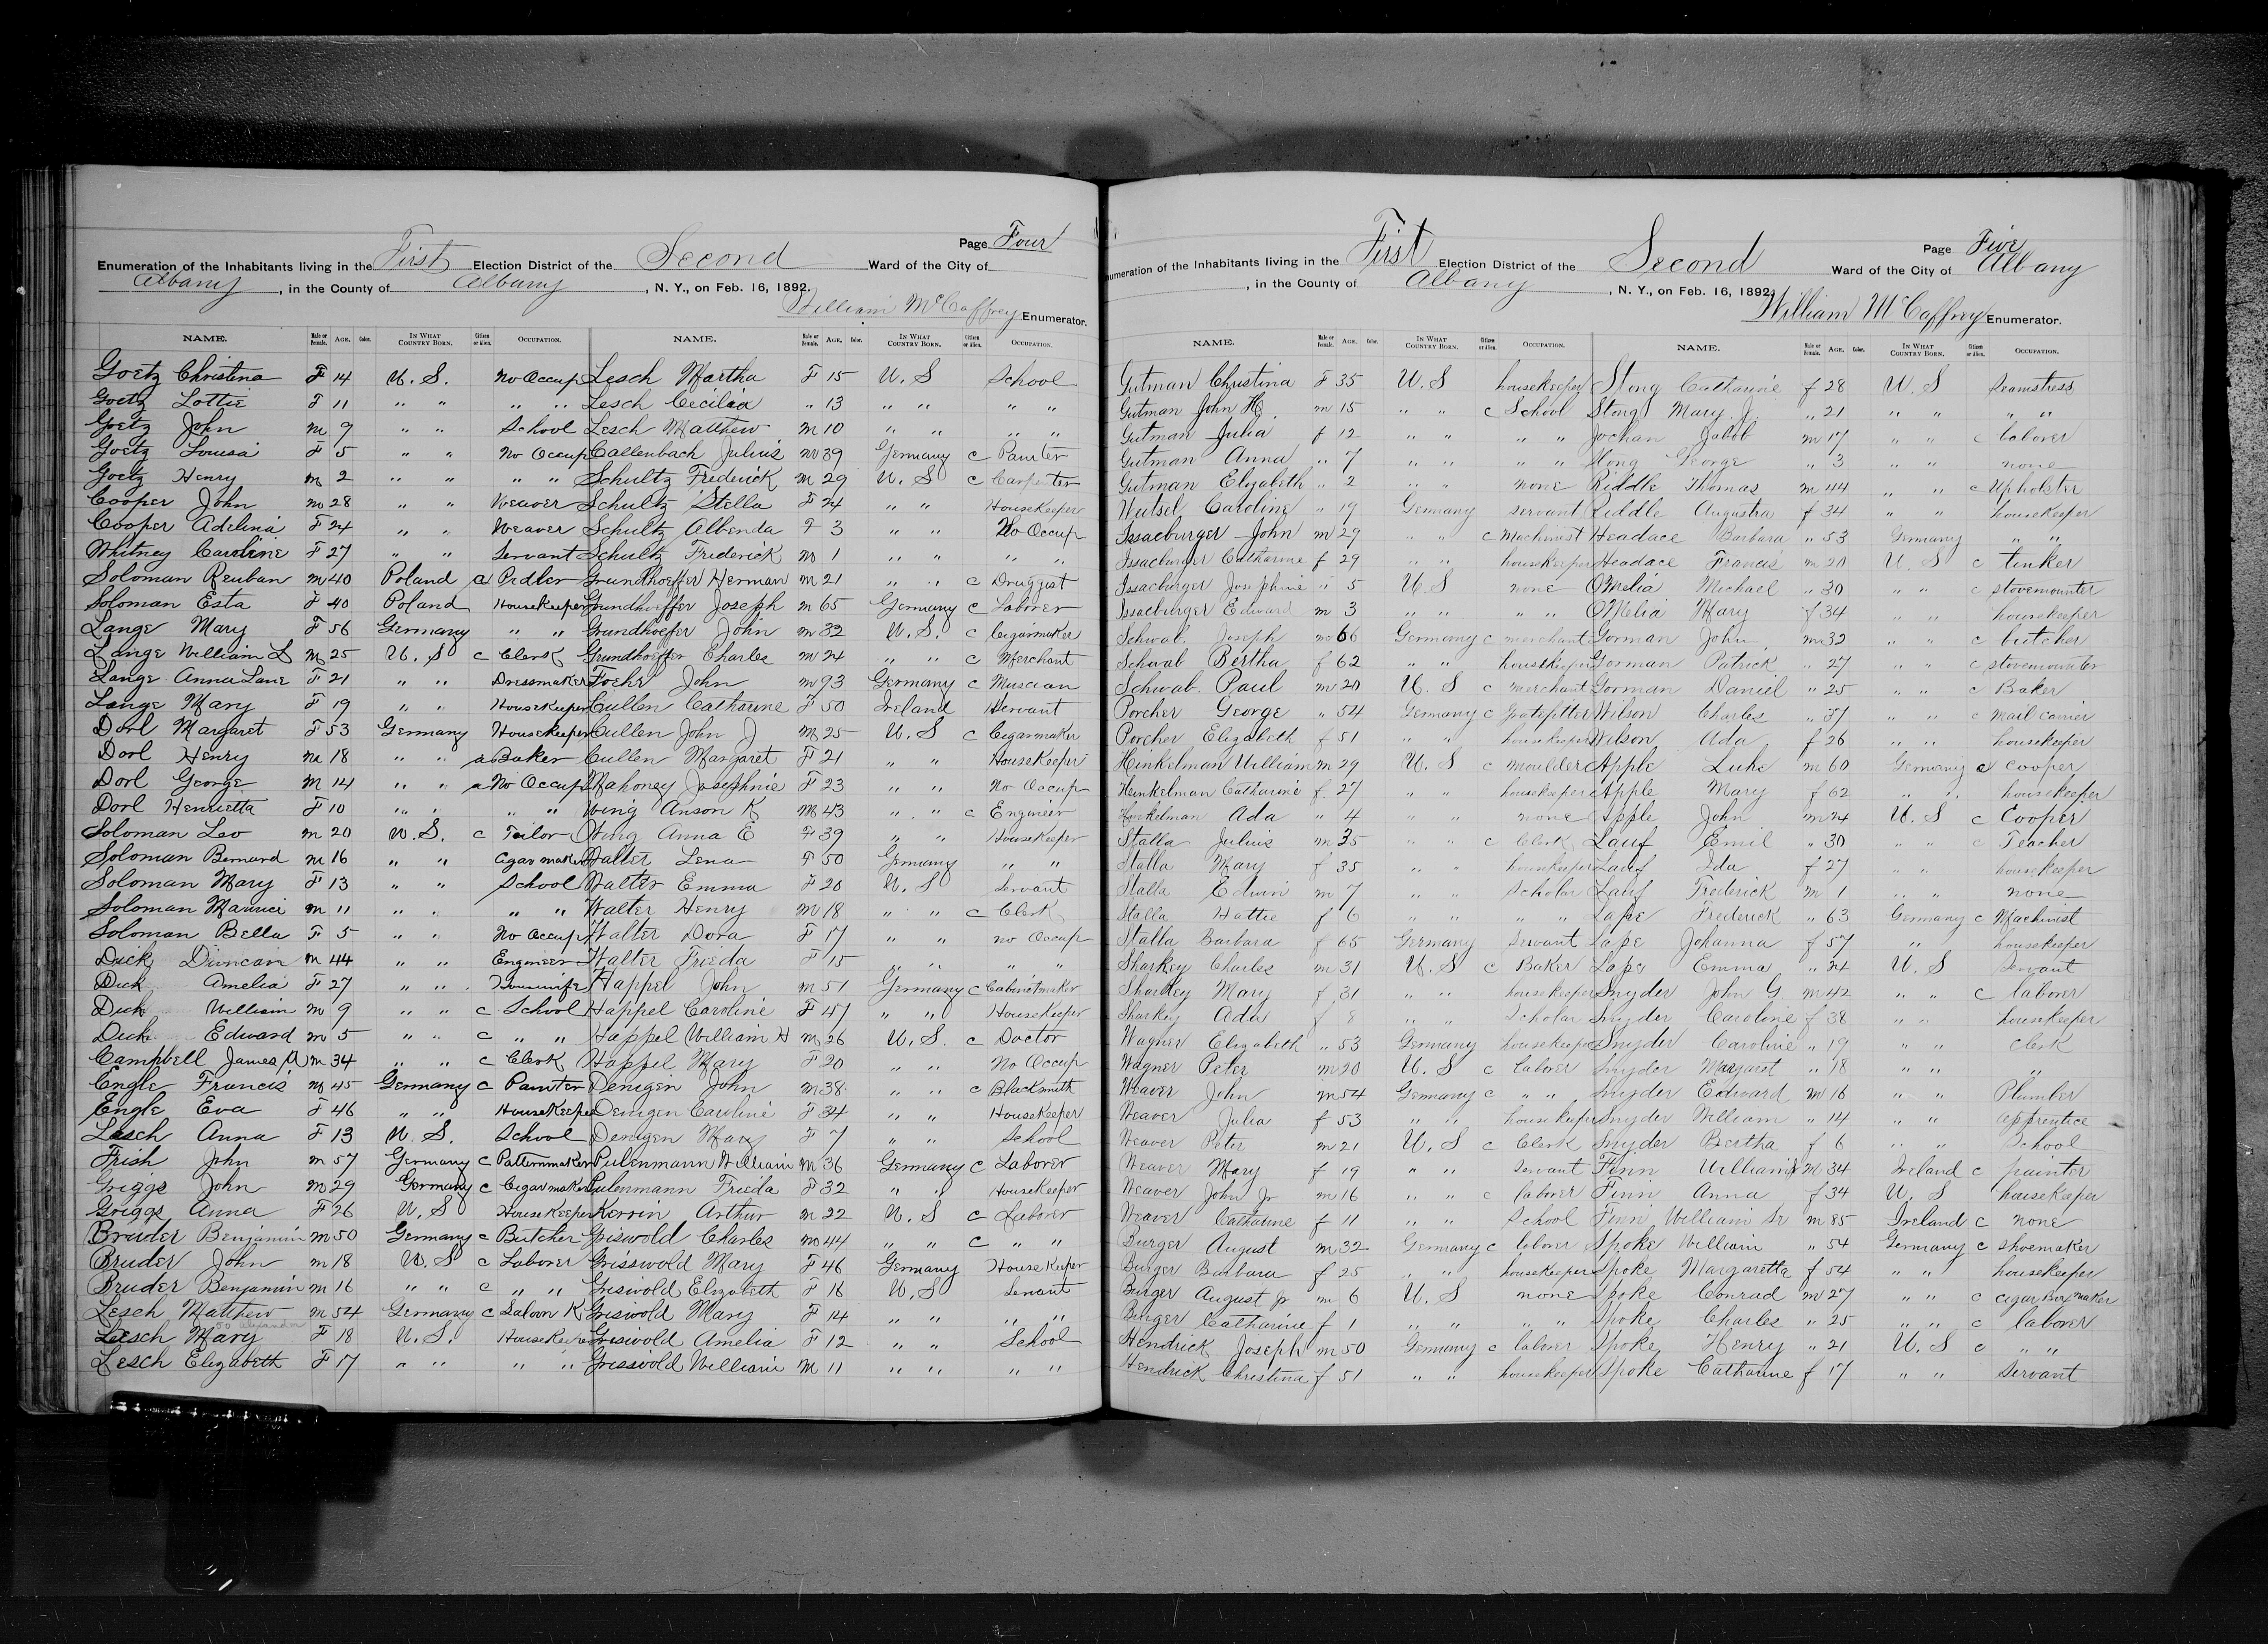 Page Four
Enumeration of the Inhabitants living in the First Election District of the Second Ward of the City of
Albany, in the County of Albany, N. Y., on Feb. 16, 1892.
William McCaffrey Enumerator.
NAME. Male or Female. AGE. Color. IN WHAT COUNTRY BORN. Citizen or Alien. OCCUPATION. NAME. Male or Female. AGE. Color. IN WHAT COUNTRY BORN. Citizen or Alien. OCCUPATION.
Goetz Christina F 14 U. S. No Occup Lesch Martha F 15 U. S School
Goetz Lottie F 11 " " " " Lesch Cecilia " 13 " " " "
Goetz John m 9 " " School Lesch Matthew m 10 " " " "
Goetz Louisa F 5 " " No Occup Callenbach Julius m 39 Germany c Painter
Goetz Henry m 2 " " " " Schultz Frederick m 29 U. S c Carpenter
Cooper John m 28 " " Weaver Schultz Stella F 24 " " Housekeeper
Cooper Adelina F 24 " " Weaver Schultz Albenda F 3 " " No Occup
Whitney Caroline F 27 " " Servant Schultz Frederick m 1 " " " "
Soloman Reuban m 40 Poland a Pedler Grundhoeffer Herman m 21 " " c Druggist
Soloman Esta F 40 Poland Housekeeper Grundhoeffer Joseph m 65 Germany c Laborer
Lange Mary F 56 Germany " " Grundhoefer John m 32 U. S. c Cigarmaker
Lange William L m 25 U. S c Clerk Grundhoeffer Charles m 24 " " c Merchant
Lange Anna Lane F 21 " " Dressmaker Foehr John m 93 Germany c Muscian
Lange Mary F 19 " " Housekeeper Cullen Catharine F 50 Ireland Servant
Dorl Margaret F 53 Germany Housekeeper Cullen John J m 25 U. S c Cigarmaker
Dorl Henry m 18 " " a Baker Cullen Margaret F 21 " " Housekeeper
Dorl George m 14 " " a No Occup Mahoney Josephnie F 23 " " No Occup
Dorl Henrietta F 10 " " " " Wing Anson K m 43 " " c Engineer
Soloman Leo m 20 U. S. c Tailor Wing Anna E F 39 " " Housekeeper
Soloman Bernard m 16 " " Cigar maker Walter Lena F 50 Germany " "
Soloman Mary F 13 " " School Walter Emma F 20 U. S Servant
Soloman Maurice m 11 " " " " Walter Henry m 18 " " c Clerk
Soloman Bella F 5 " " No Occup Walter Dora F 17 " " no Occup
Dick Duncan m 44 " " Engineer Walter Frieda F 15 " " " "
Dick Amelia F 27 " " Housewife Happel John m 51 Germany c Cabinetmaker
Dick William m 9 " " c School Happel Caroline F 47 " " Housekeeper
Dick Edward m 5 " " c " " Happel William H m 26 U. S. c Doctor
Campbell James A m 34 " " c Clerk Happel Mary F 20 " " No Occup
Engle Francis m 45 Germany c Painter Denigen John m 38 " " c Blacksmith
Engle Eva F 46 " " Housekeeper Denigen Caroline F 34 " " Housekeeper
Lesch Anna F 13 U. S. School Denigen Mary F 7 " " School
Frish John m 57 Germany c Patternmaker Pulenmann William m 36 Germany c Laborer
Griggs John m 29 Germany c Cigarmaker Pulenmann Frieda F 32 " " Housekeeper
Griggs Anna F 26 U. S Housekeeper Kerson Arthur m 22 U. S c Laborer
Bruder Benjamin m 50 Germany c Butcher Griswold Charles m 44 " " c " "
Bruder John m 18 U. S c Laborer Grisswold Mary F 46 Germany Housekeeper
Bruder Benjamin m 16 " " c " " Griswold Elizabeth F 16 U. S Servant
Lesch Matthew m 54 Germany c Saloon K Griswold Mary F 14 " " " "
Lesch Mary F 18 U. S. Housekeeper Griswold Amelia F 12 " " School
Lesch Elizabeth F 17 " " " " Grisswold William m 11 " " " "
Page Five
Enumeration of the Inhabitants living in the First Election District of the Second Ward of the City of Albany
, in the County of Albany, N. Y., on Feb. 16, 1892.
William McCaffrey Enumerator.
NAME. Male or Female. AGE. Color. IN WHAT COUNTRY BORN. Citizen or Alien. OCCUPATION. NAME. Male or Female. AGE. Color. IN WHAT COUNTRY BORN. Citizen or Alien. OCCUPATION.
Gutman Christina F 35 U. S housekeeper Stong Catharine f 28 U. S seamstress
Gutman John H. m 15 " " c School Stong Mary J. " 21 " " " "
Gutman Julia f 12 " " " " Jochan Jabob m 17 " " c laborer
Gutman Anna " 7 " " " " Hong George " 3 " " none
Gutman Elizabeth " 2 " " none Riddle Thomas m 44 " " c Upholster
Weitsel Caroline " 19 Germany servant Riddle Augustra f 34 " " housekeeper
Issacburger John m 29 " " c Machinist Headace Barbara " 53 Germany " "
Issacburger Catharine f 29 housekeeper Headace Francis m 20 U. S c tinker
Issacburger Josephine " 5 U. S none OMelia Michael " 30 " " c stovemounter
Issacburger Edward m 3 " " " " OMelia Mary f 34 " " housekeeper
Schwab Joseph m 66 Germany c merchant Gorman John m 32 " " c butcher
Schwab Bertha f 62 " " housekeeper Gorman Patrick " 27 " " c stovemounter
Schwab Paul m 20 U. S c merchant Gorman Daniel " 25 " " c Baker
Porcher George " 54 Germany c Gratefitter Wilson Charles " 31 " " c mail carrier
Porcher Elizabeth f 51 " " housekeeper Wilson Ada f 26 " " housekeeper
Hinkelman William m 29 U. S c moulder Apple Luke m 60 Germany c cooper
Heinkelman Catharine f 27 " " housekeeper Apple Mary f 62 " " housekeeper
Hinkelman Ada " 4 " " none Apple John m 24 U. S c Cooper
Stalla Julius m 35 " " c Clerk Lauf Emil " 30 " " c Teacher
Stalla Mary f 35 " " housekeeper Lauf Ida f 27 " " housekeeper
Stalla Edwin m 7 " " Scholar Lauf Frederick m 1 " " none
Stalla Hattie f 6 " " " " Lape Frederick " 63 Germany c Machinist
Stalla Barbara f 65 Germany Servant Lape Johanna f 57 " housekeeper
Sharkey Charles m 31 U. S c Baker Lape Emma " 24 U. S Servant
Sharkey Mary f 31 " " housekeeper Snyder John G m 42 " " c laborer
Sharkey Ada f 8 " " Scholar Snyder Caroline f 38 " " housekeeper
Wagner Elizabeth " 53 Germany housekeeper Snyder Caroline " 19 " " Clerk
Wagner Peter m 20 U. S c laborer Snyder Margaret " 18 " " "
Weaver John m 54 Germany c " " Snyder Edward m 16 " " Plumber
Weaver Julia f 53 " " housekeeper Snyder William " 14 " " apprentice
Weaver Peter m 21 U. S c Clerk Snyder Bertha f 6 " " School
Weaver Mary f 19 " " servant Finn William m 34 Ireland c painter
Weaver John Jr m 16 " " c laborer Finn Anna f 34 U. S housekeeper
Weaver Catharine f 11 " " School Finn William Sr m 85 Ireland c none
Burger August m 32 Germany c laborer Spoke William " 54 Germany c shoemaker
Burger Barbara f 25 " " housekeeper Spoke Margaretta f 54 " " housekeeper
Burger August Jr m 6 U. S none Spoke Conrad m 27 " " c cigar Box Maker
Burger Catharine f 1 " " " " Spoke Charles " 25 " " c laborer
Hendrick Joseph m 50 Germany c laborer Spoke Henry " 21 U. S c " "
Hendrick Christina f 51 " " housekeeper Spoke Catharine f 17 " " Servant